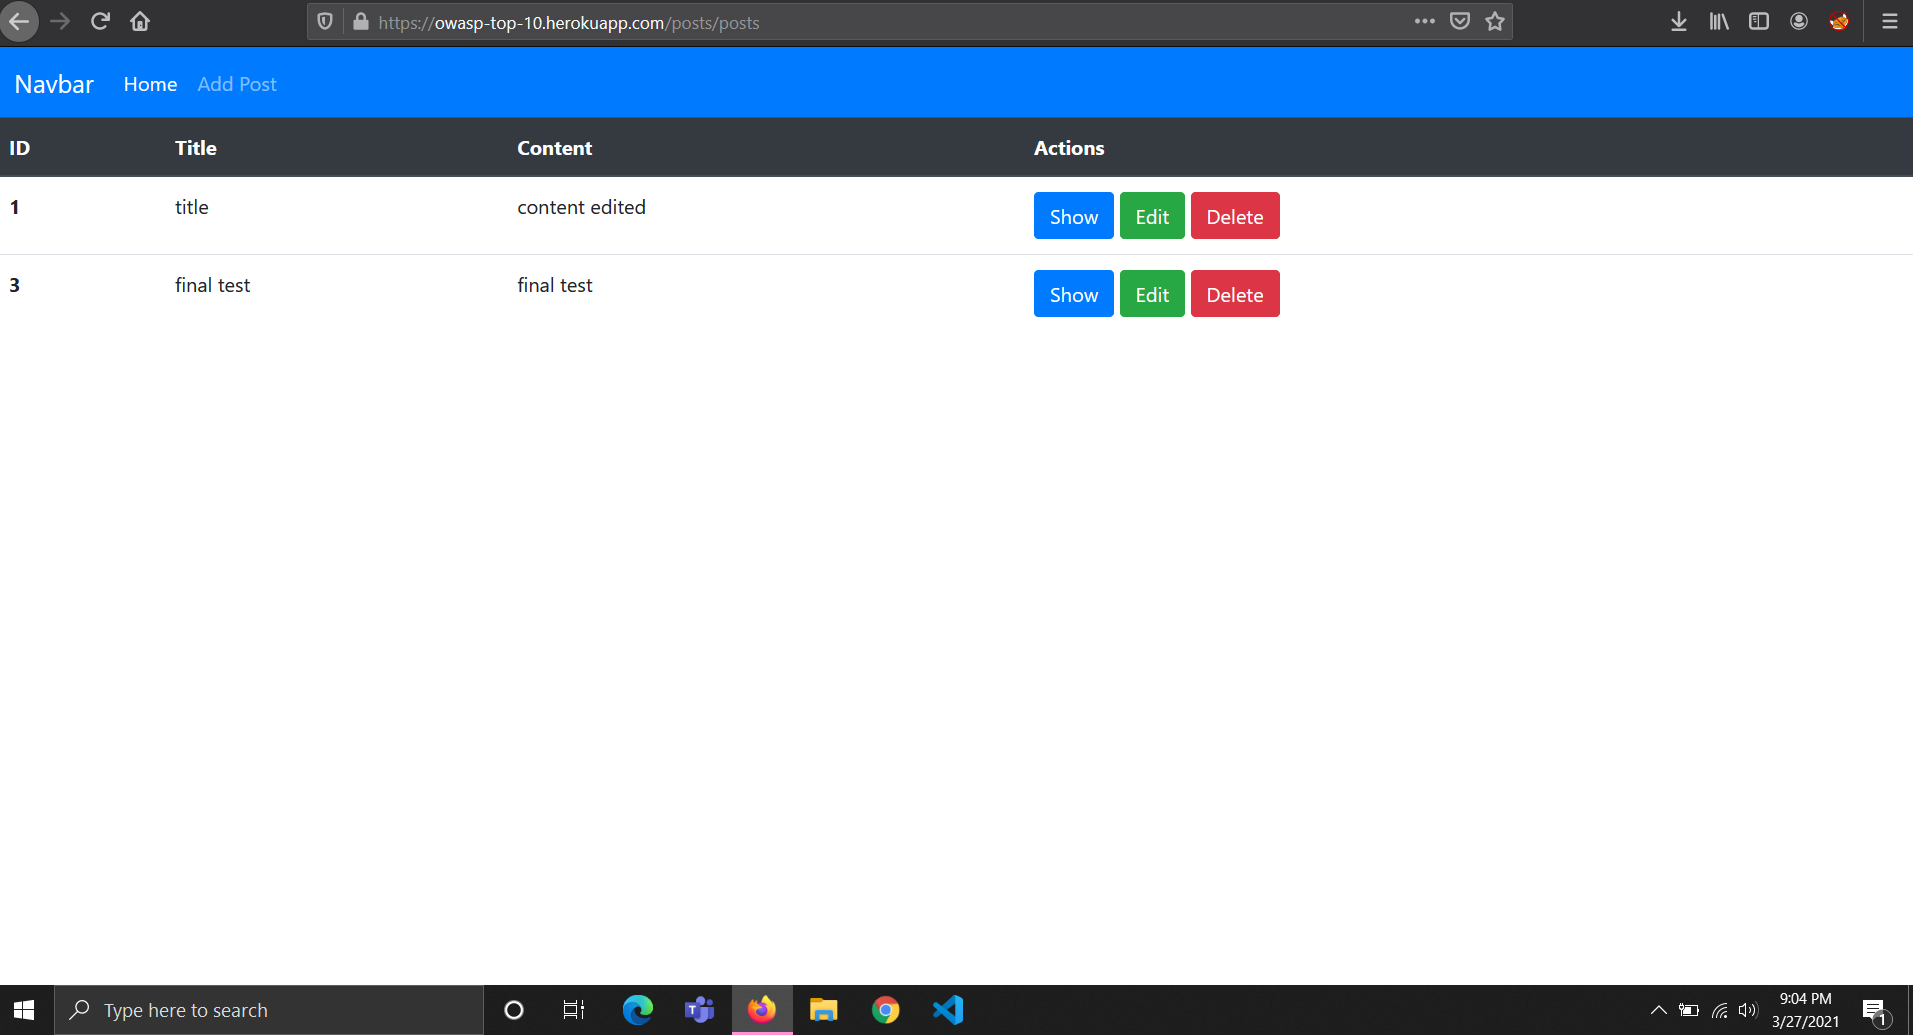 https://owasp-top-10.herokuapp.com/posts/posts
Navbar Home Add Post
ID Title Content Actions
1 title content edited Show Edit Delete
3 final test final test Show Edit Delete
Type here to search
9:04 PM
3/27/2021
1